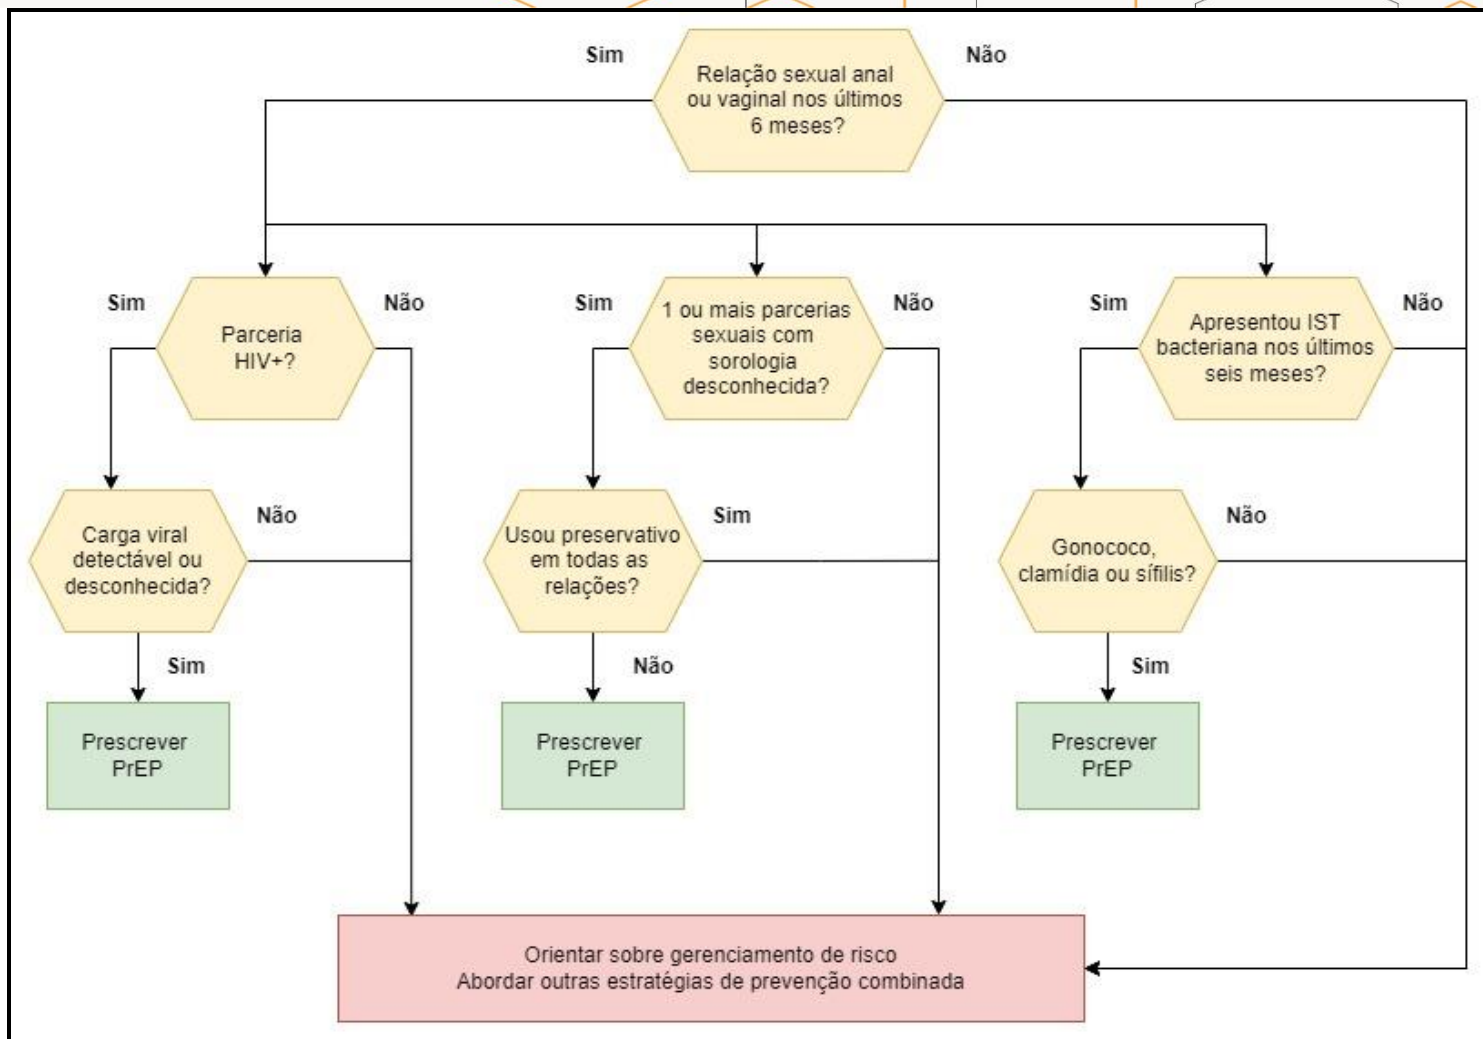 Sim
Não
Relação sexual anal
ou vaginal nos últimos
6 meses?
Sim
Não
Parceria
HIV+?
Sim
Não
1 ou mais parcerias
sexuais com
sorologia
desconhecida?
Sim
Não
Apresentou IST
bacteriana nos últimos
seis meses?
Carga viral
detectável ou
desconhecida?
Não
Usou preservativo
em todas as
relações?
Sim
Gonococo,
clamídia ou sífilis?
Não
Sim
Não
Sim
Prescrever
PrEP
Prescrever
PrEP
Prescrever
PrEP
Orientar sobre gerenciamento de risco
Abordar outras estratégias de prevenção combinada